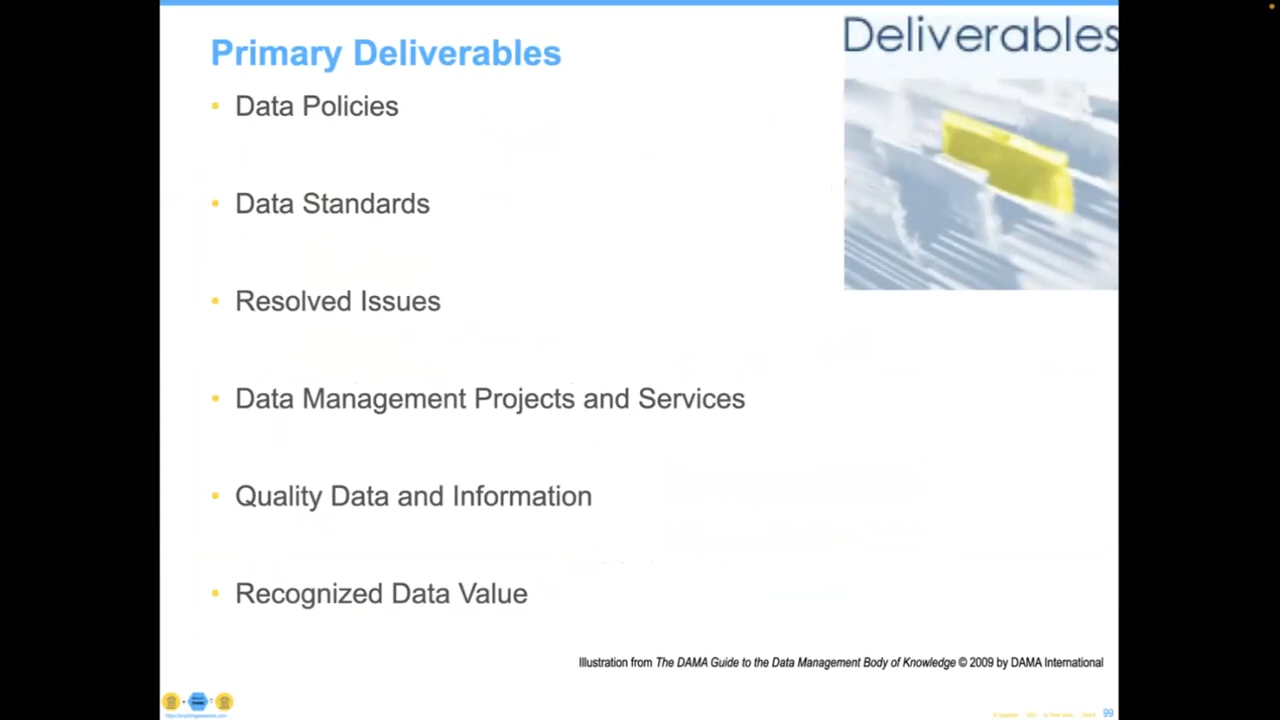 Primary Deliverables
Deliverables
• Data Policies
• Data Standards
• Resolved Issues
• Data Management Projects and Services
• Quality Data and Information
• Recognized Data Value
Illustration from The DAMA Guide to the Data Management Body of Knowledge © 2009 by DAMA International
99